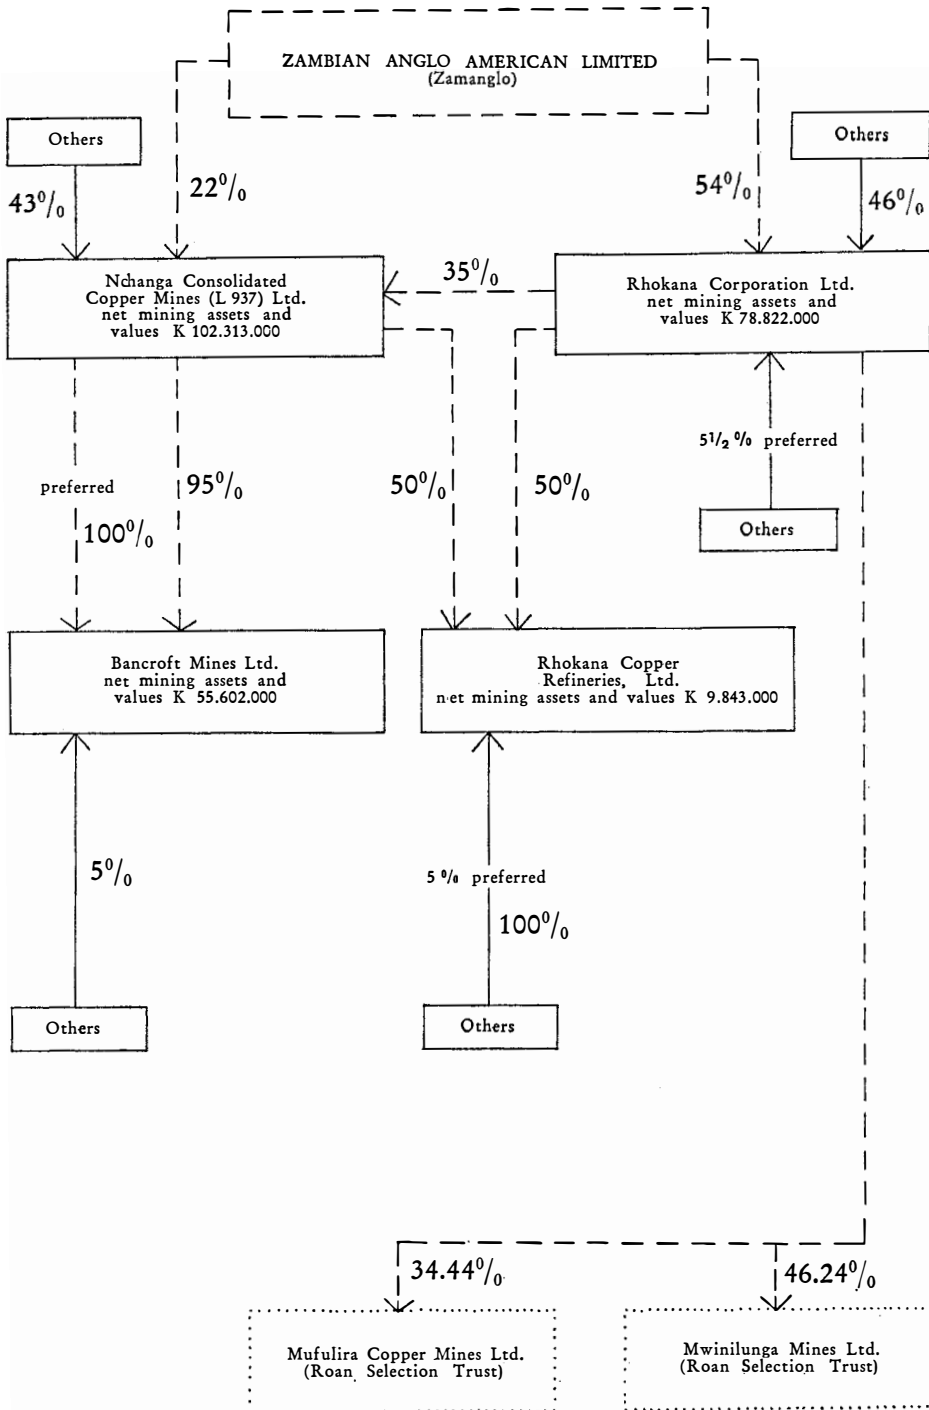 ZAMBIAN ANGLO AMERICAN LIMITED
(Zamanglo)
Others
Others
43%
22%
54%
46%
Nchanga Consolidated
Copper Mines (L 937) Ltd.
net mining assets and
values K 102.313.000
35%
Rhokana Corporation Ltd.
net mining assets and
values K 78.822.000
5 1/2 % preferred
preferred
95%
50%
50%
100%
Others
Bancroft Mines Ltd.
net mining assets and
values K 55.602.000
Rhokana Copper
Refineries, Ltd.
net mining assets and values K 9.843.000
5%
5% preferred
100%
Others
Others
34.44%
46.24%
Mufulira Copper Mines Ltd.
(Roan Selection Trust)
Mwinilunga Mines Ltd.
(Roan Selection Trust)